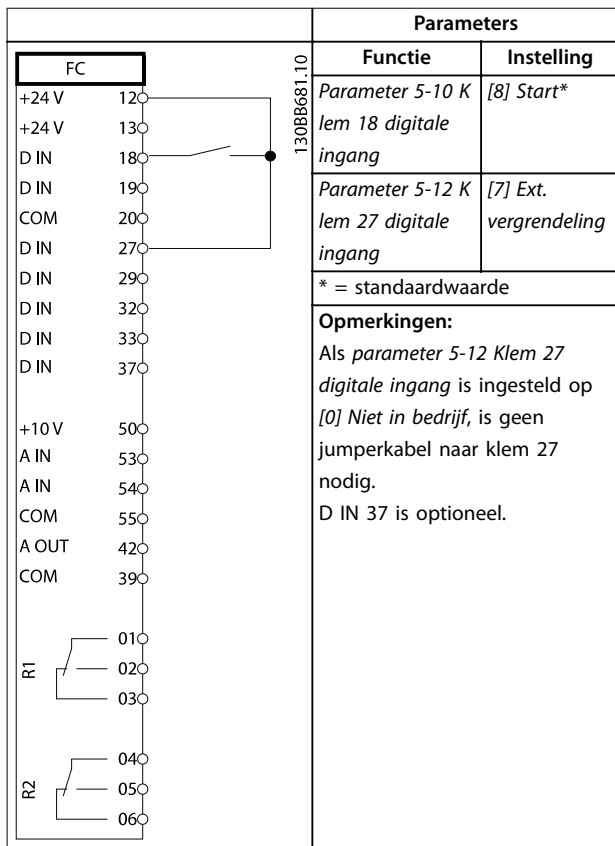 Parameters
Functie Instelling
Parameter 5-10 K
lem 18 digitale
ingang
[8] Start*
Parameter 5-12 K
lem 27 digitale
ingang
[7] Ext.
vergrendeling
* = standaardwaarde
Opmerkingen:
Als parameter 5-12 Klem 27
digitale ingang is ingesteld op
[0] Niet in bedrijf, is geen
jumperkabel naar klem 27
nodig.
D IN 37 is optioneel.
FC
130BB681.10
+24 V 12
+24 V 13
D IN 18
D IN 19
COM 20
D IN 27
D IN 29
D IN 32
D IN 33
D IN 37
+10 V 50
A IN 53
A IN 54
COM 55
A OUT 42
COM 39
R1
01
02
03
R2
04
05
06